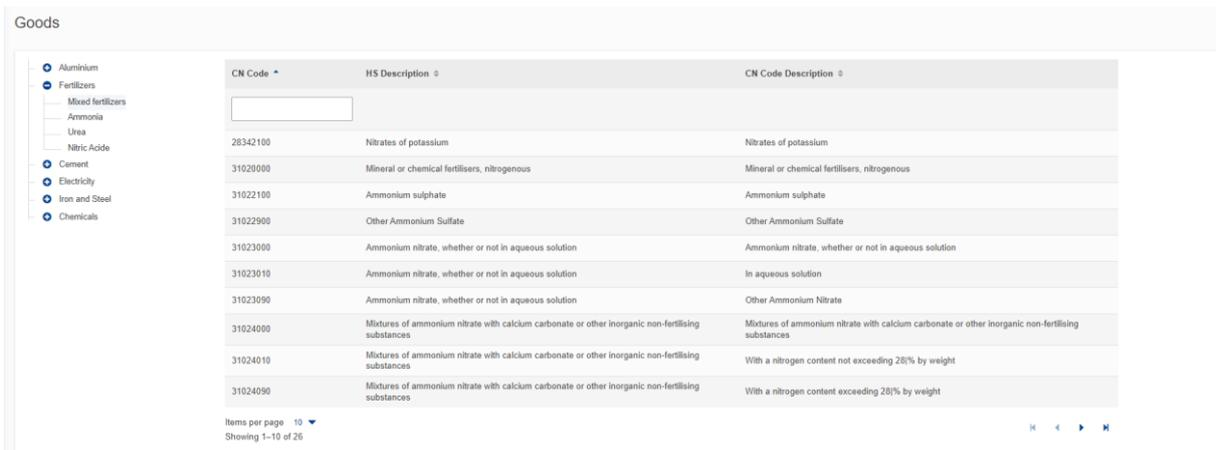 Goods
Aluminium
Fertilizers
Mixed fertilizers
Ammonia
Urea
Nitric Acide
Cement
Electricity
Iron and Steel
Chemicals
CN Code HS Description CN Code Description
28342100 Nitrates of potassium Nitrates of potassium
31020000 Mineral or chemical fertilisers, nitrogenous Mineral or chemical fertilisers, nitrogenous
31022100 Ammonium sulphate Ammonium sulphate
31022900 Other Ammonium Sulfate Other Ammonium Sulfate
31023000 Ammonium nitrate, whether or not in aqueous solution Ammonium nitrate, whether or not in aqueous solution
31023010 Ammonium nitrate, whether or not in aqueous solution In aqueous solution
31023090 Ammonium nitrate, whether or not in aqueous solution Other Ammonium Nitrate
31024000 Mixtures of ammonium nitrate with calcium carbonate or other inorganic non-fertilising Mixtures of ammonium nitrate with calcium carbonate or other inorganic non-fertilising
substances substances
31024010 Mixtures of ammonium nitrate with calcium carbonate or other inorganic non-fertilising With a nitrogen content not exceeding 28|% by weight
substances
31024090 Mixtures of ammonium nitrate with calcium carbonate or other inorganic non-fertilising With a nitrogen content exceeding 28|% by weight
substances
Items per page 10
Showing 1–10 of 26